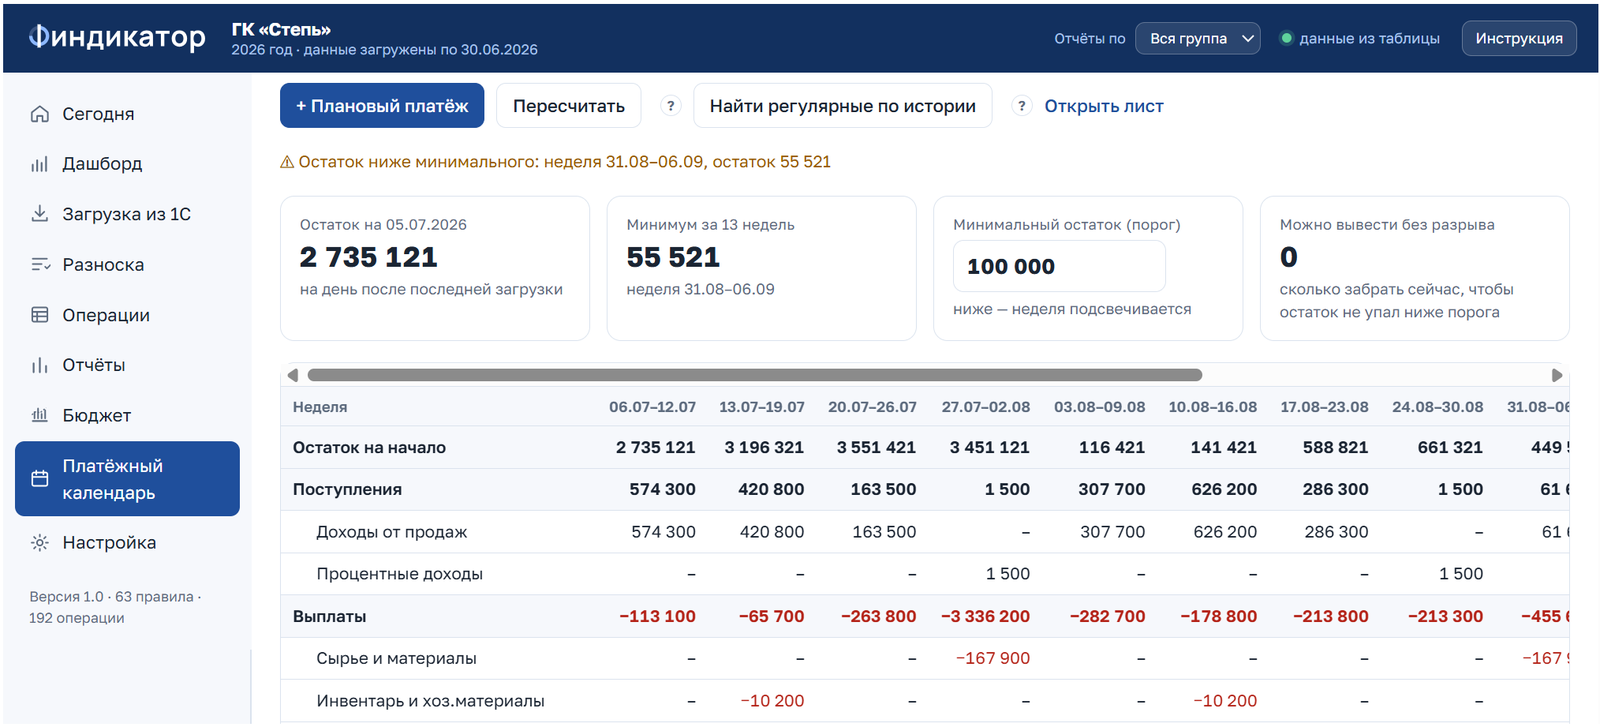 Финдикатор
ГК «Степь»
2026 год · данные загружены по 30.06.2026
Отчёты по
Вся группа
данные из таблицы
Инструкция
Сегодня
Дашборд
Загрузка из 1С
Разноска
Операции
Отчёты
Бюджет
Платёжный
календарь
Настройка
Версия 1.0 · 63 правила ·
192 операции
+ Плановый платёж
Пересчитать
?
Найти регулярные по истории
?
Открыть лист
⚠ Остаток ниже минимального: неделя 31.08–06.09, остаток 55 521
Остаток на 05.07.2026
2 735 121
на день после последней загрузки
Минимум за 13 недель
55 521
неделя 31.08–06.09
Минимальный остаток (порог)
100 000
ниже — неделя подсвечивается
Можно вывести без разрыва
0
сколько забрать сейчас, чтобы
остаток не упал ниже порога
Неделя 06.07–12.07 13.07–19.07 20.07–26.07 27.07–02.08 03.08–09.08 10.08–16.08 17.08–23.08 24.08–30.08 31.08–06
Остаток на начало 2 735 121 3 196 321 3 551 421 3 451 121 116 421 141 421 588 821 661 321 449
Поступления 574 300 420 800 163 500 1 500 307 700 626 200 286 300 1 500 61
Доходы от продаж 574 300 420 800 163 500 – 307 700 626 200 286 300 – 61
Процентные доходы – – – 1 500 – – – 1 500
Выплаты −113 100 −65 700 −263 800 −3 336 200 −282 700 −178 800 −213 800 −213 300 −455
Сырье и материалы – – – −167 900 – – – – −167
Инвентарь и хоз.материалы – −10 200 – – – −10 200 – –